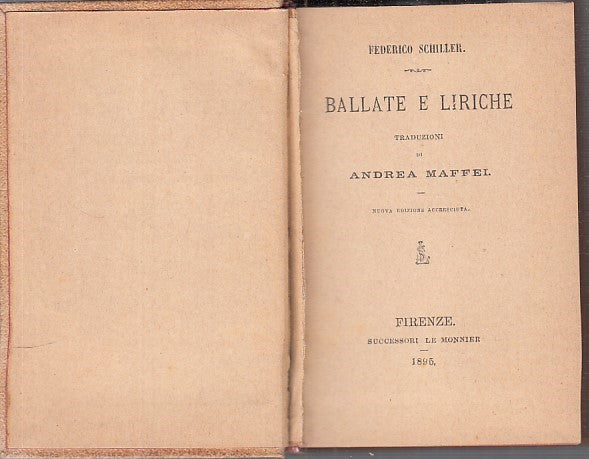 FEDERICO SCHILLER.
BALLATE E LIRICHE
TRADUZIONI
DI
ANDREA MAFFEI.
NUOVA EDIZIONE ACCRESCIUTA.
FIRENZE.
SUCCESSORI LE MONNIER
1895.